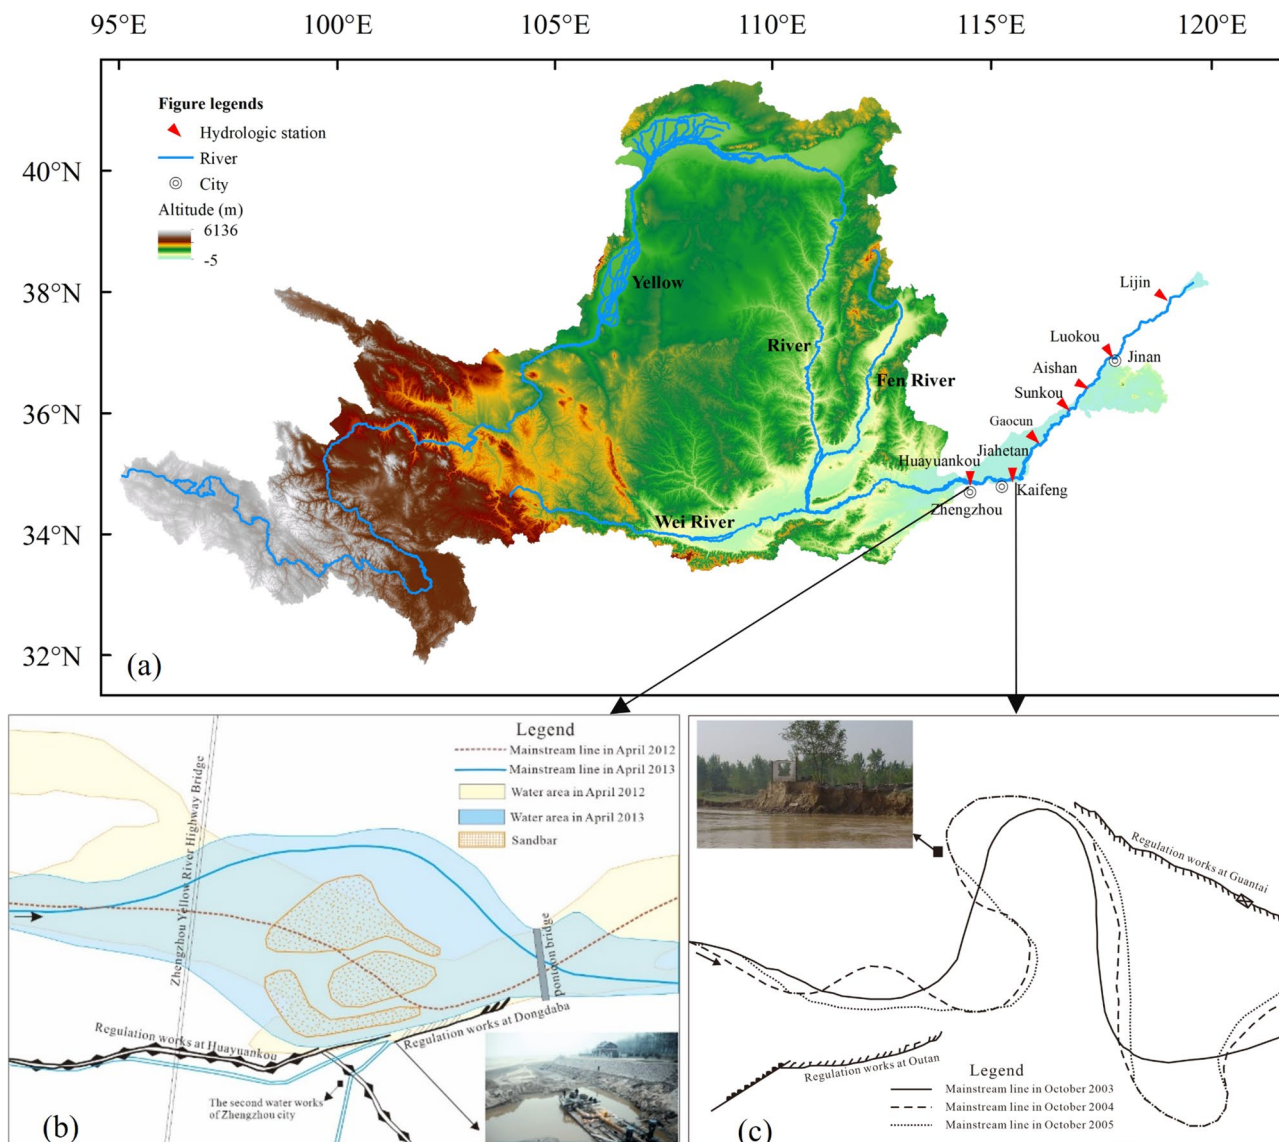 95°E 100°E 105°E 110°E 115°E 120°E
40°N
38°N
36°N
34°N
32°N
Figure legends
Hydrologic station
River
City
Altitude (m)
6136
-5
Yellow
River
Fen River
Wei River
Lijin
Luokou
Jinan
Aishan
Sunkou
Gaocun
Jiahetan
Huayuankou
Kaifeng
Zhengzhou
(a)
Legend
Mainstream line in April 2012
Mainstream line in April 2013
Water area in April 2012
Water area in April 2013
Sandbar
Zhengzhou Yellow River Highway Bridge
Pontoon bridge
Regulation works at Huayuankou
Regulation works at Dongdaba
The second water works
of Zhengzhou city
(b)
Regulation works at Guantai
Regulation works at Outan
Legend
Mainstream line in October 2003
Mainstream line in October 2004
Mainstream line in October 2005
(c)